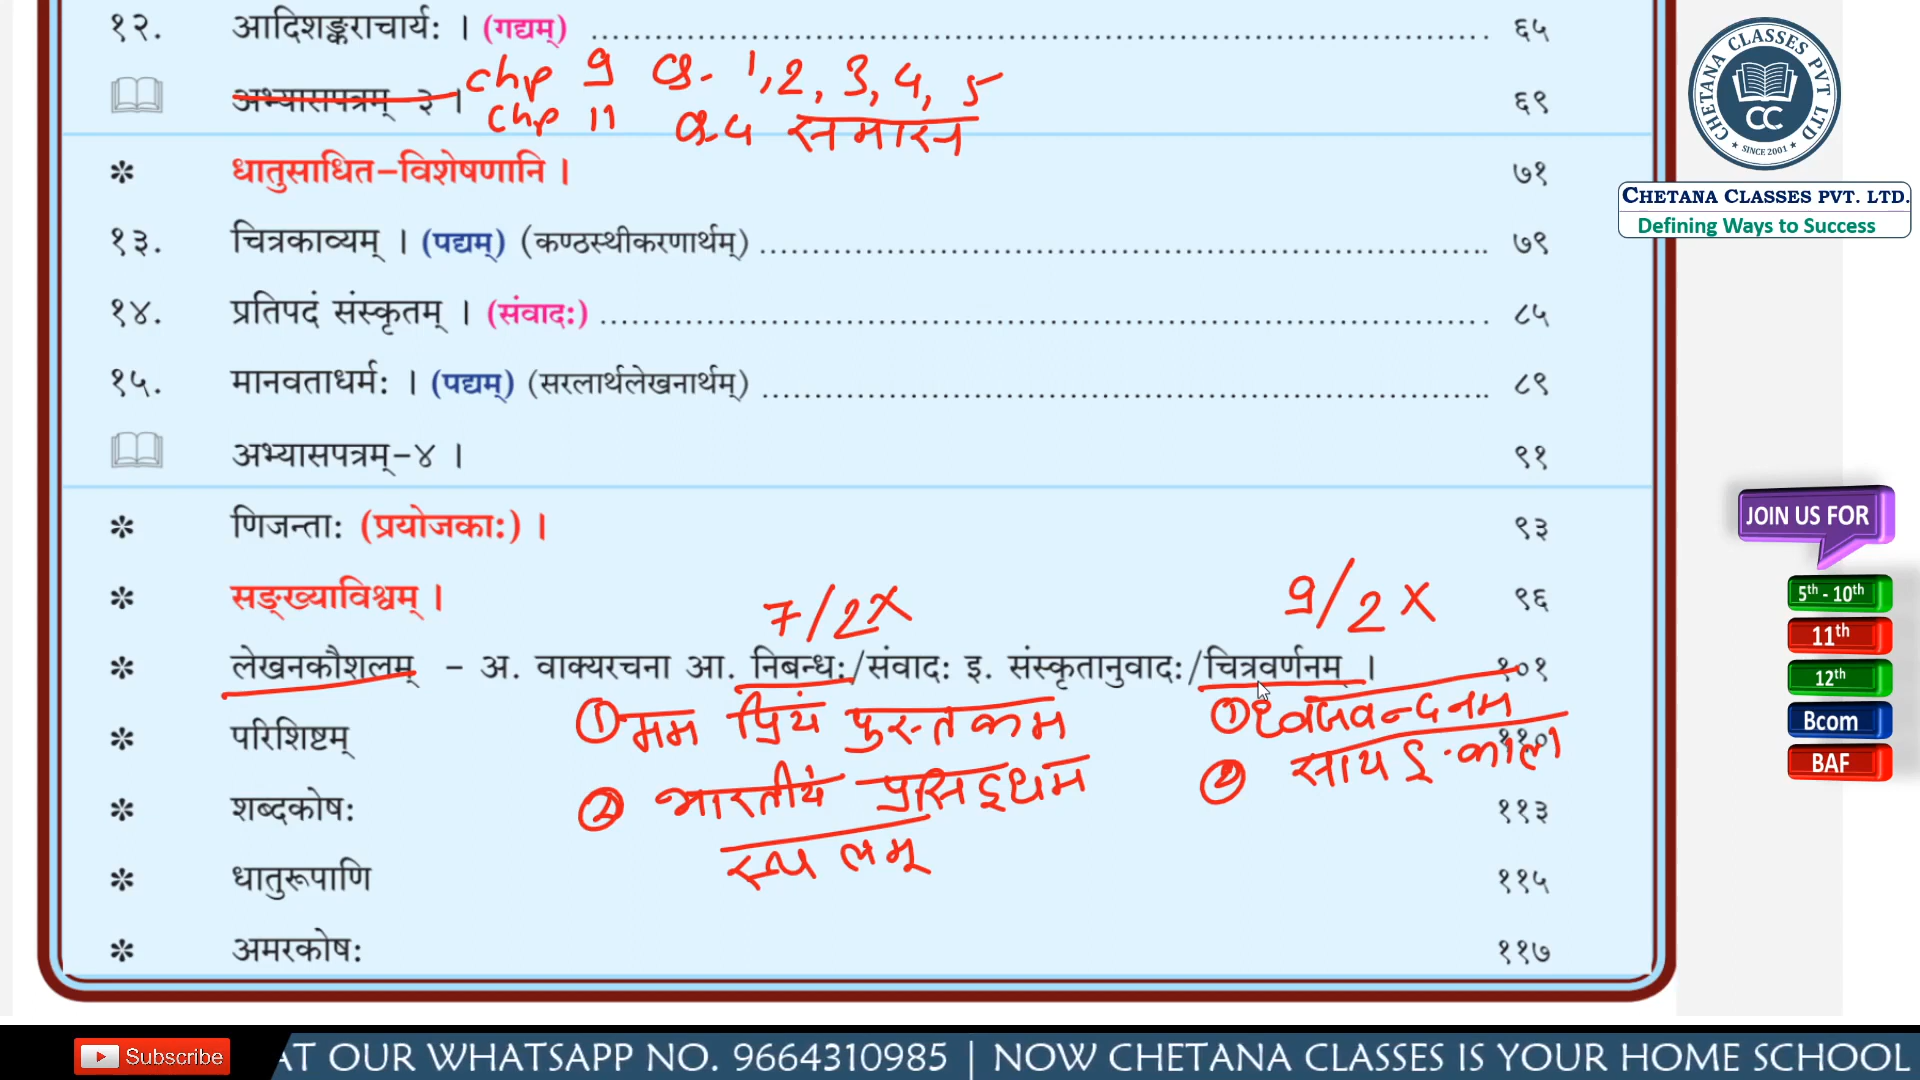 १२. आदिशङ्कराचार्यः । (गद्यम्) ६५
chp 9 Q. 1, 2, 3, 4, 5
अभ्यासपत्रम् ३ । ६९
chp 11 Q.4 समास
* धातुसाधित-विशेषणानि । ७१
१३. चित्रकाव्यम् । (पद्यम्) (कण्ठस्थीकरणार्थम्) ७९
१४. प्रतिपदं संस्कृतम् । (संवादः) ८५
१५. मानवताधर्मः । (पद्यम्) (सरलार्थलेखनार्थम्) ८९
अभ्यासपत्रम्-४ । ९१
* णिजन्ताः (प्रयोजकाः) । ९३
* सङ्ख्याविश्वम् । ९६
7/2x 9/2x
* लेखनकौशलम् - अ. वाक्यरचना आ. निबन्धः/संवादः इ. संस्कृतानुवादः/चित्रवर्णनम् । १०१
① मम प्रियं पुस्तकम ① ध्वजवन्दनम
* परिशिष्टम् ११०
② भारतीयं प्रसिद्धम ②
* शब्दकोषः ११३
स्थलम्
* धातुरूपाणि ११५
* अमरकोषः ११७
CHETANA CLASSES PVT LTD
CC
SINCE 2001
CHETANA CLASSES PVT. LTD.
Defining Ways to Success
JOIN US FOR
5th - 10th
11th
12th
Bcom
BAF
Subscribe
AT OUR WHATSAPP NO. 9664310985 | NOW CHETANA CLASSES IS YOUR HOME SCHOOL